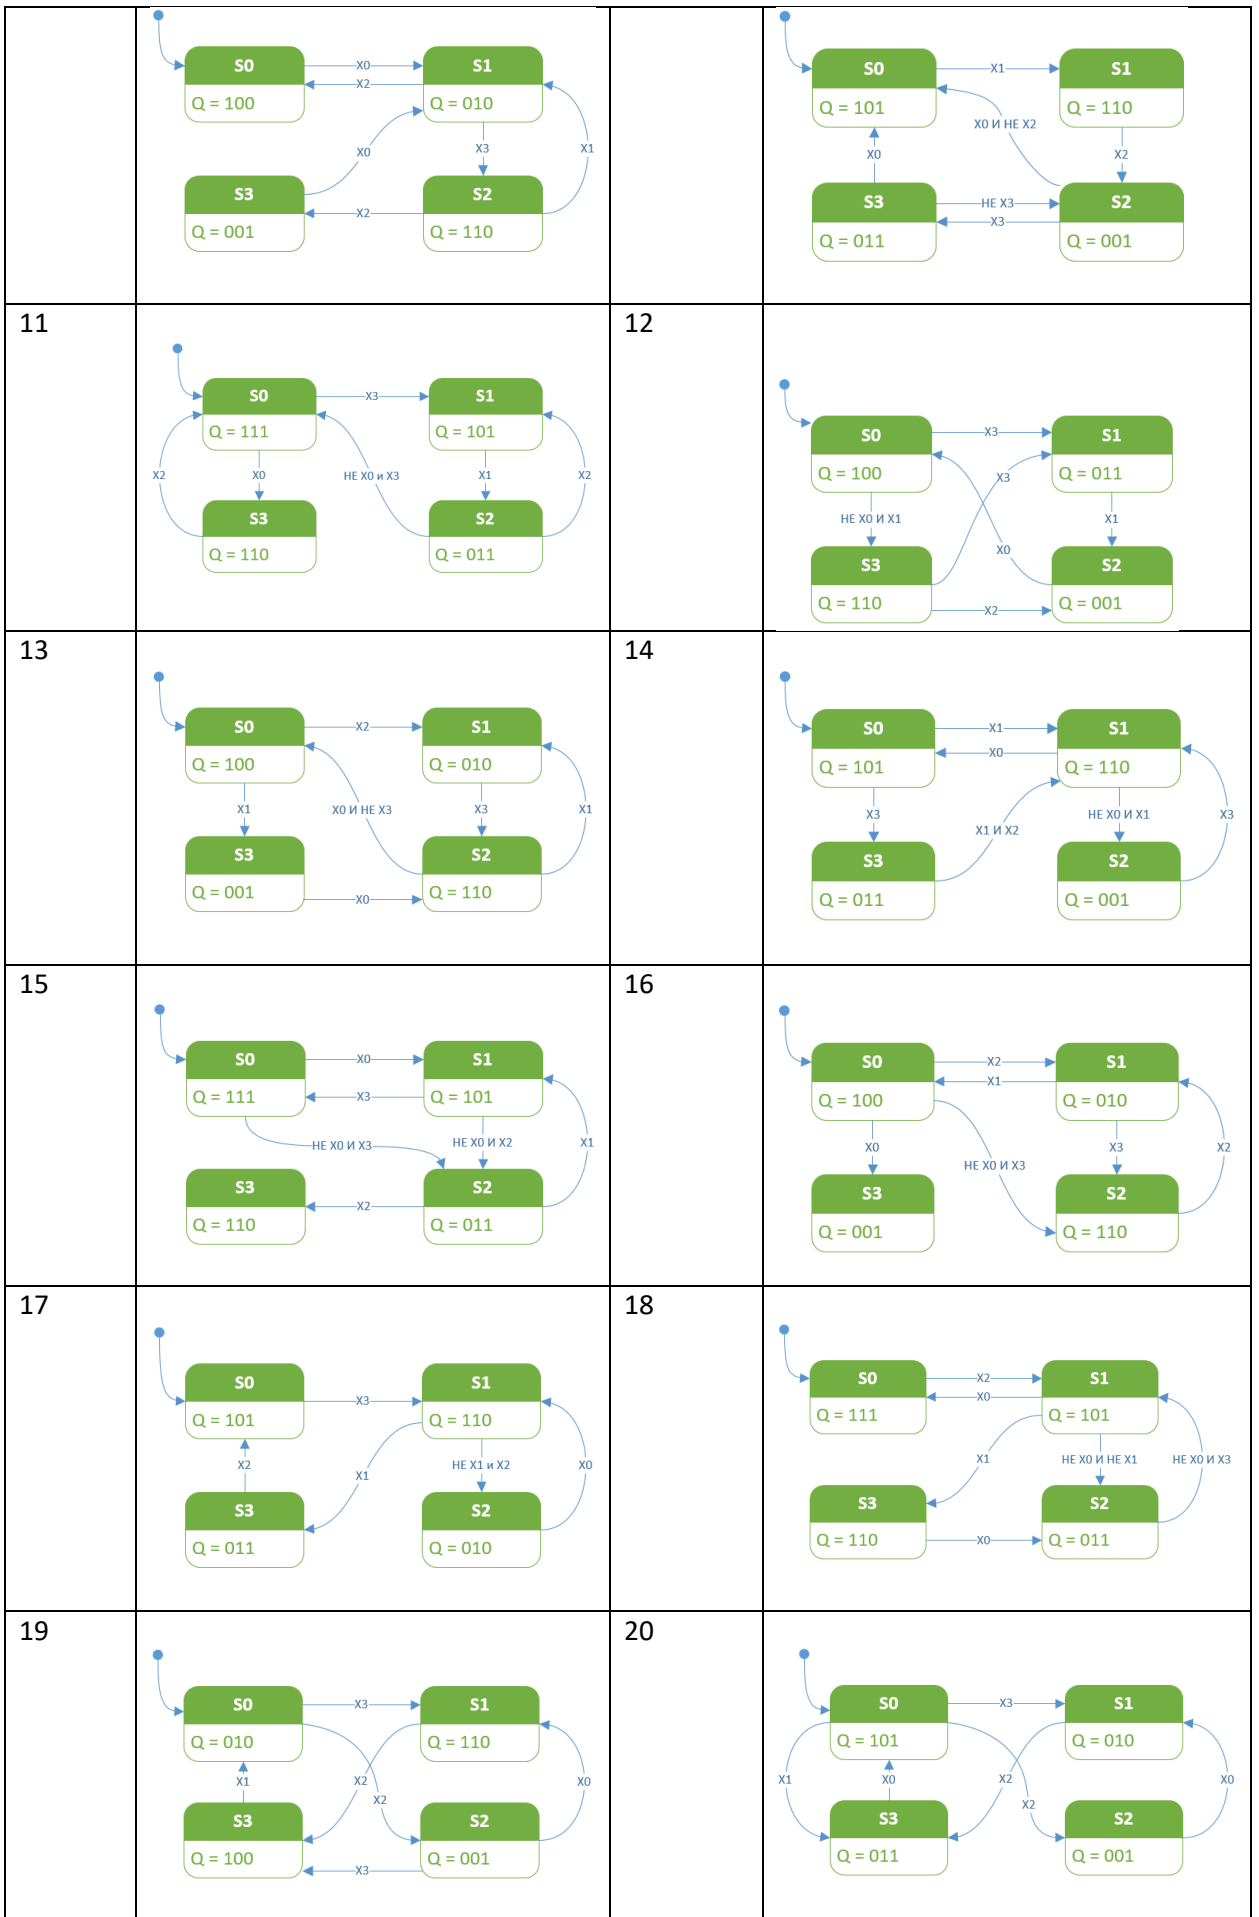 S0
X0
S1
X2
Q = 100
Q = 010
X0
X3
X1
S3
X2
S2
Q = 001
Q = 110
S0
X1
S1
Q = 101
Q = 110
X0 И НЕ X2
X0
X2
S3
НЕ X3
S2
X3
Q = 011
Q = 001
11
S0
X3
S1
Q = 111
Q = 101
X2
X0
НЕ X0 и X3
X1
X2
S3
S2
Q = 110
Q = 011
12
S0
X3
S1
Q = 100
Q = 011
X3
НЕ X0 И X1
X1
X0
S3
S2
Q = 110
X2
Q = 001
13
S0
X2
S1
Q = 100
Q = 010
X1
X0 И НЕ X3
X3
X1
S3
S2
Q = 001
X0
Q = 110
14
S0
X1
S1
X0
Q = 101
Q = 110
X3
X1 И X2
НЕ X0 И X1
X3
S3
S2
Q = 011
Q = 001
15
S0
X0
S1
Q = 111
X3
Q = 101
НЕ X0 И X3
НЕ X0 И X2
X1
S3
X2
S2
Q = 110
Q = 011
16
S0
X2
S1
X1
Q = 100
Q = 010
X0
НЕ X0 И X3
X3
X2
S3
S2
Q = 001
Q = 110
17
S0
X3
S1
Q = 101
Q = 110
X2
X1
НЕ X1 и X2
X0
S3
S2
Q = 011
Q = 010
18
S0
X2
S1
X0
Q = 111
Q = 101
X1
НЕ X0 И НЕ X1
НЕ X0 И X3
S3
S2
Q = 110
X0
Q = 011
19
S0
X3
S1
Q = 010
Q = 110
X1
X2
X2
X0
S3
S2
Q = 100
X3
Q = 001
20
S0
X3
S1
Q = 101
Q = 010
X1
X0
X2
X2
X0
S3
S2
Q = 011
Q = 001